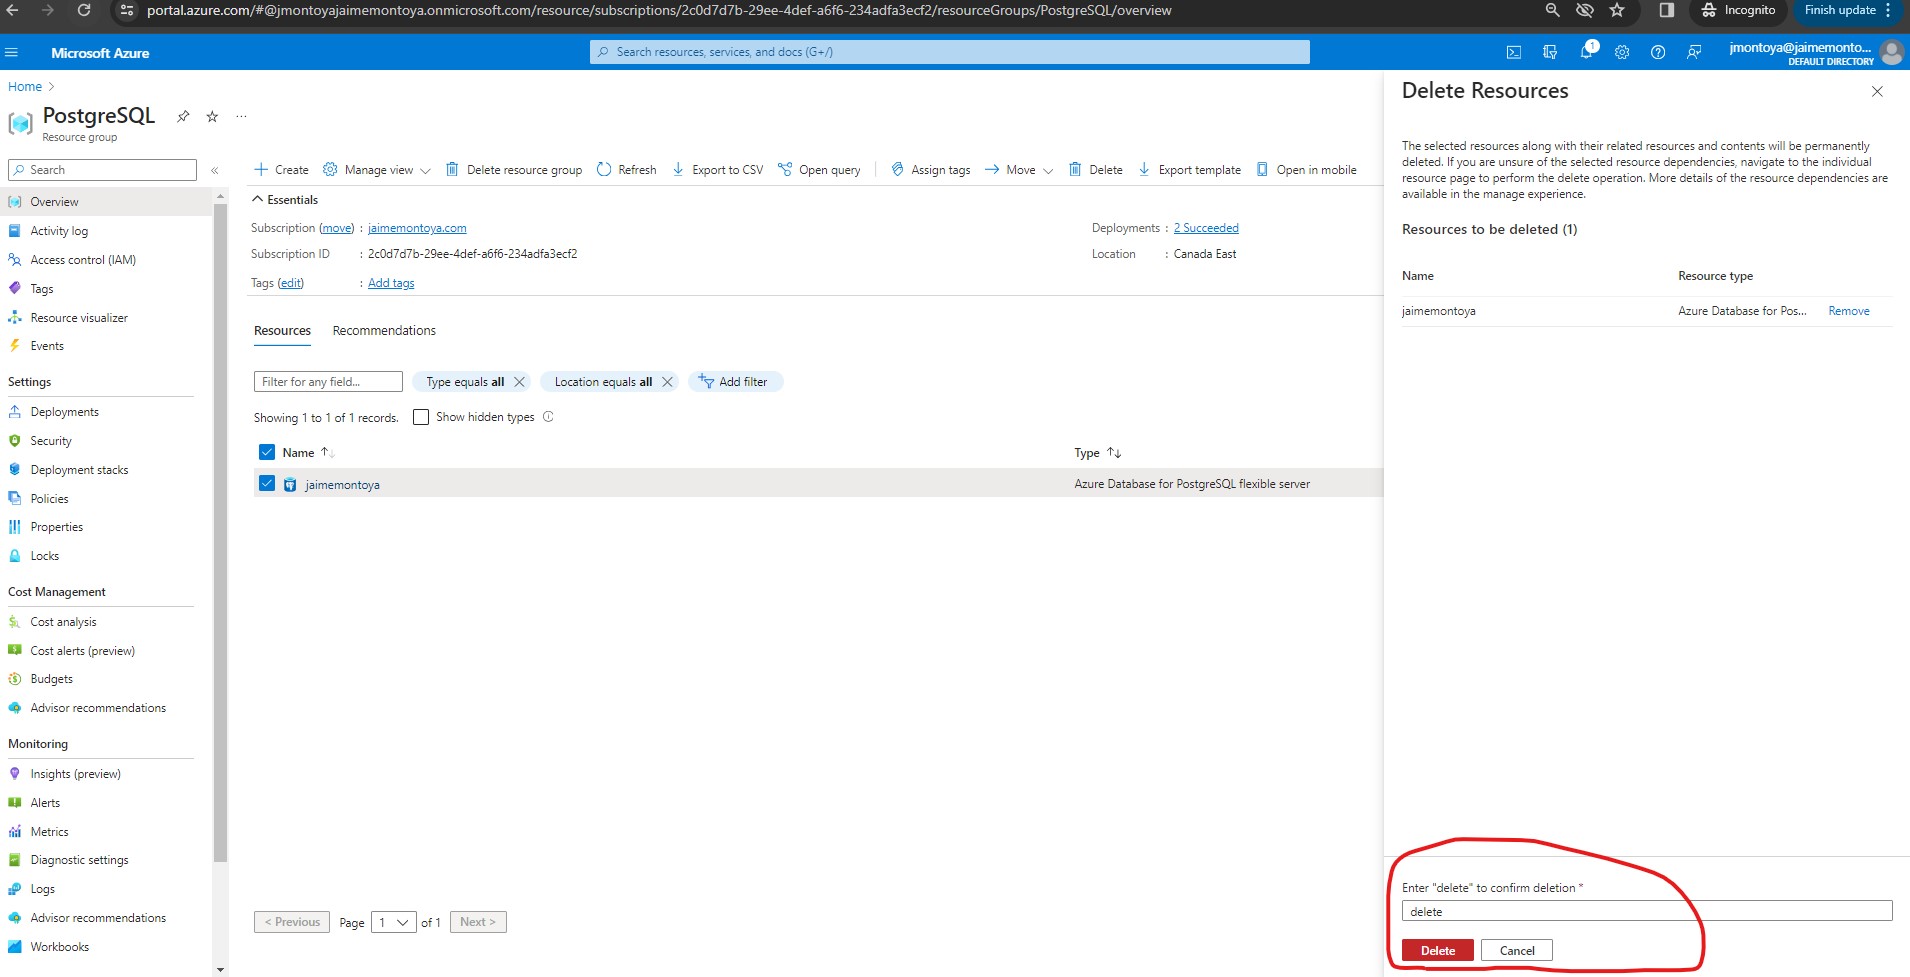 portal.azure.com/#@jmontoyajaimemontoya.onmicrosoft.com/resource/subscriptions/2c0d7d7b-29ee-4def-a6f6-234adfa3ecf2/resourceGroups/PostgreSQL/overview
Incognito
Finish update
Microsoft Azure
Search resources, services, and docs (G+/)
1
jmontoya@jaimemonto...
DEFAULT DIRECTORY
Home >
PostgreSQL
Resource group
Search
Overview
Activity log
Access control (IAM)
Tags
Resource visualizer
Events
Settings
Deployments
Security
Deployment stacks
Policies
Properties
Locks
Cost Management
Cost analysis
Cost alerts (preview)
Budgets
Advisor recommendations
Monitoring
Insights (preview)
Alerts
Metrics
Diagnostic settings
Logs
Advisor recommendations
Workbooks
Create Manage view Delete resource group Refresh Export to CSV Open query Assign tags Move Delete Export template Open in mobile
Essentials
Subscription (move) : jaimemontoya.com
Deployments : 2 Succeeded
Subscription ID : 2c0d7d7b-29ee-4def-a6f6-234adfa3ecf2
Location : Canada East
Tags (edit) : Add tags
Resources Recommendations
Filter for any field... Type equals all Location equals all Add filter
Showing 1 to 1 of 1 records. Show hidden types
Name Type
jaimemontoya Azure Database for PostgreSQL flexible server
< Previous Page 1 of 1 Next >
Delete Resources
The selected resources along with their related resources and contents will be permanently
deleted. If you are unsure of the selected resource dependencies, navigate to the individual
resource page to perform the delete operation. More details of the resource dependencies are
available in the manage experience.
Resources to be deleted (1)
Name Resource type
jaimemontoya Azure Database for Pos... Remove
Enter "delete" to confirm deletion *
delete
Delete Cancel